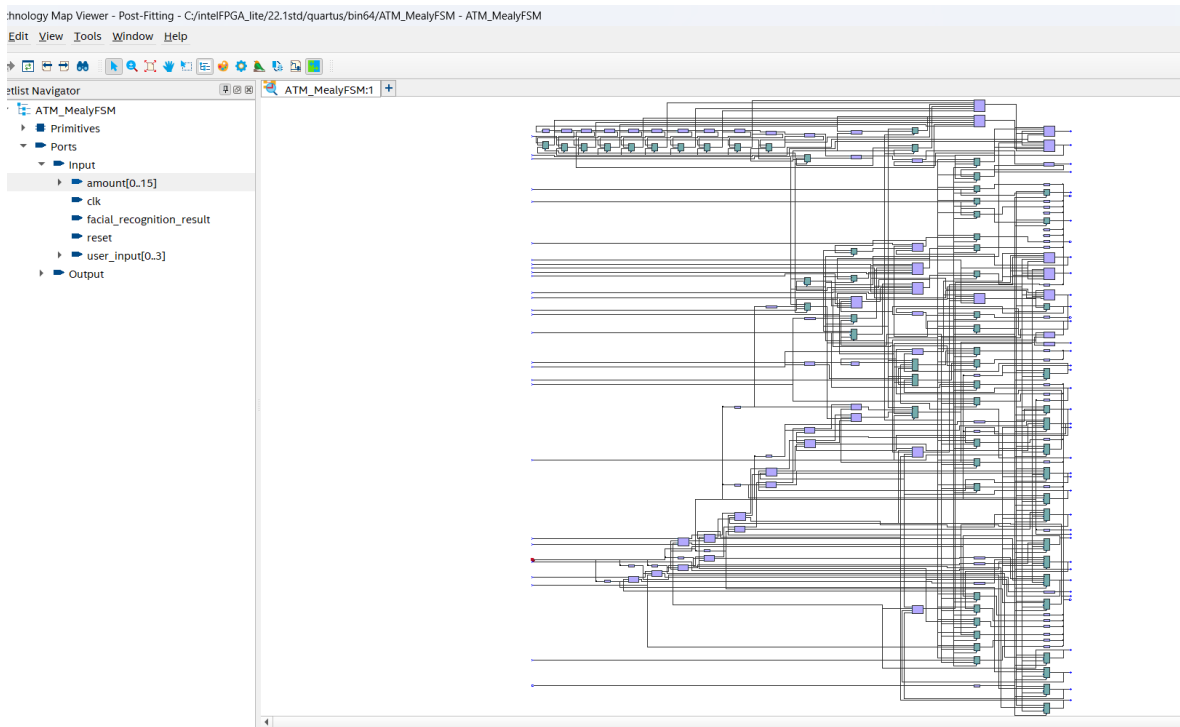 chnology Map Viewer - Post-Fitting - C:/intelFPGA_lite/22.1std/quartus/bin64/ATM_MealyFSM - ATM_MealyFSM
Edit View Tools Window Help
etlist Navigator
ATM_MealyFSM:1
ATM_MealyFSM
Primitives
Ports
Input
amount[0..15]
clk
facial_recognition_result
reset
user_input[0..3]
Output